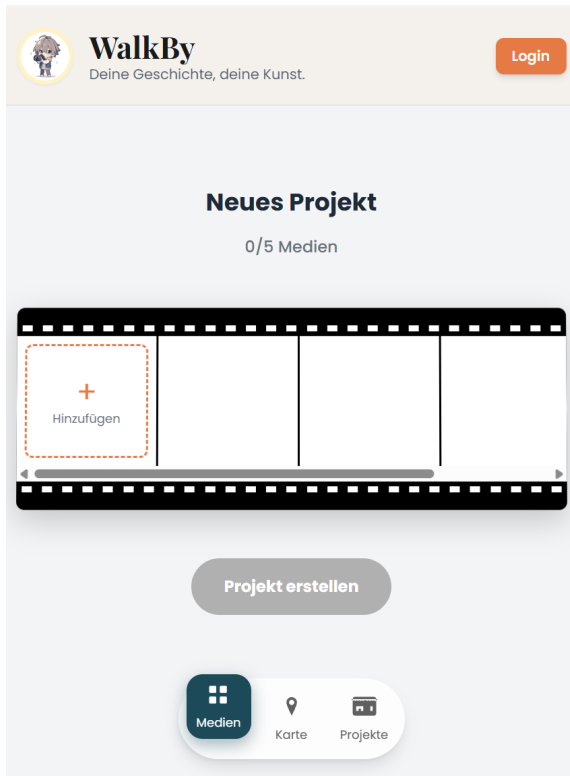 WalkBy
Deine Geschichte, deine Kunst.
Login
Neues Projekt
0/5 Medien
+
Hinzufügen
Projekt erstellen
Medien
Karte
Projekte